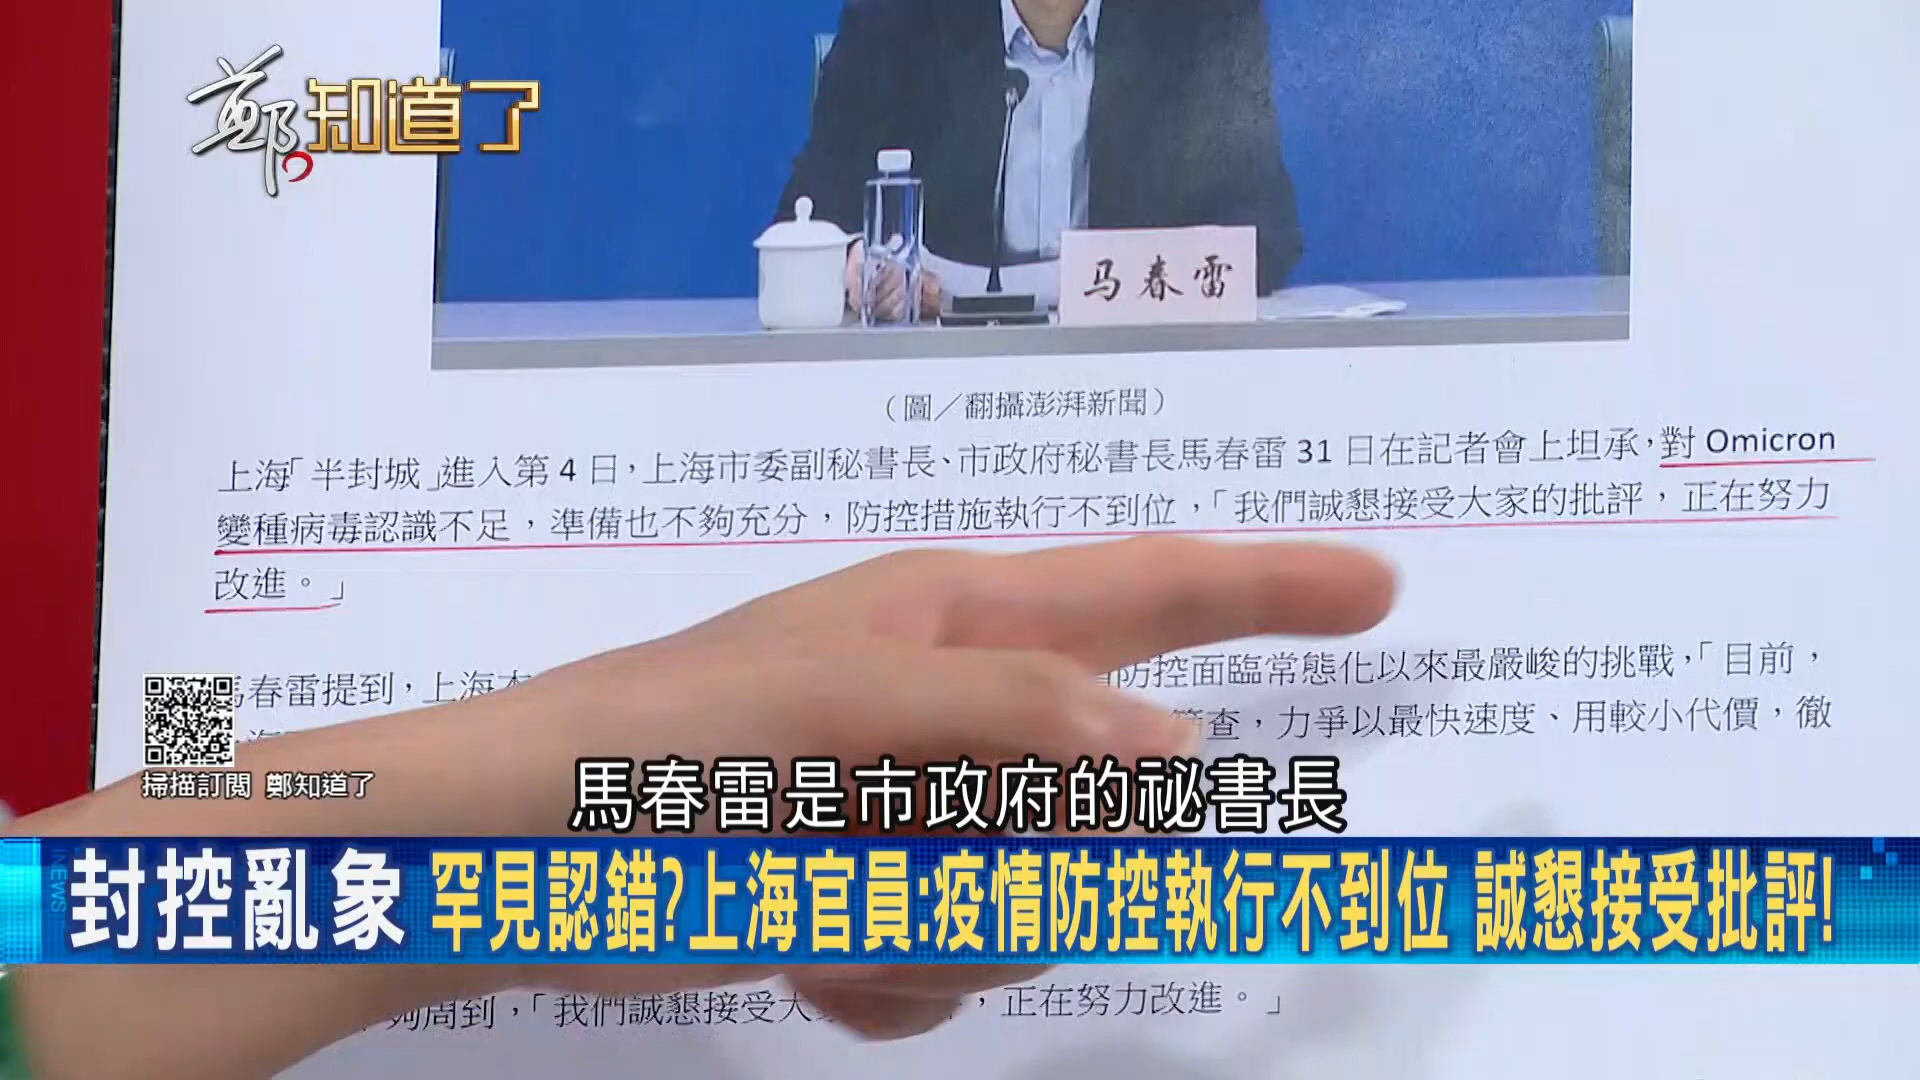 鄭知道了
马春雷
（圖／翻攝澎湃新聞）
上海「半封城」進入第 4 日，上海市委副秘書長、市政府秘書長馬春雷 31 日在記者會上坦承，對 Omicron
變種病毒認識不足，準備也不夠充分，防控措施執行不到位，「我們誠懇接受大家的批評，正在努力
改進。」
馬春雷提到，上海本
防控面臨常態化以來最嚴峻的挑戰，「目前，
篩查，力爭以最快速度、用較小代價，徹
掃描訂閱 鄭知道了
馬春雷是市政府的祕書長
INEWS
封控亂象 罕見認錯?上海官員:疫情防控執行不到位 誠懇接受批評!
夠周到，「我們誠懇接受大
，正在努力改進。」